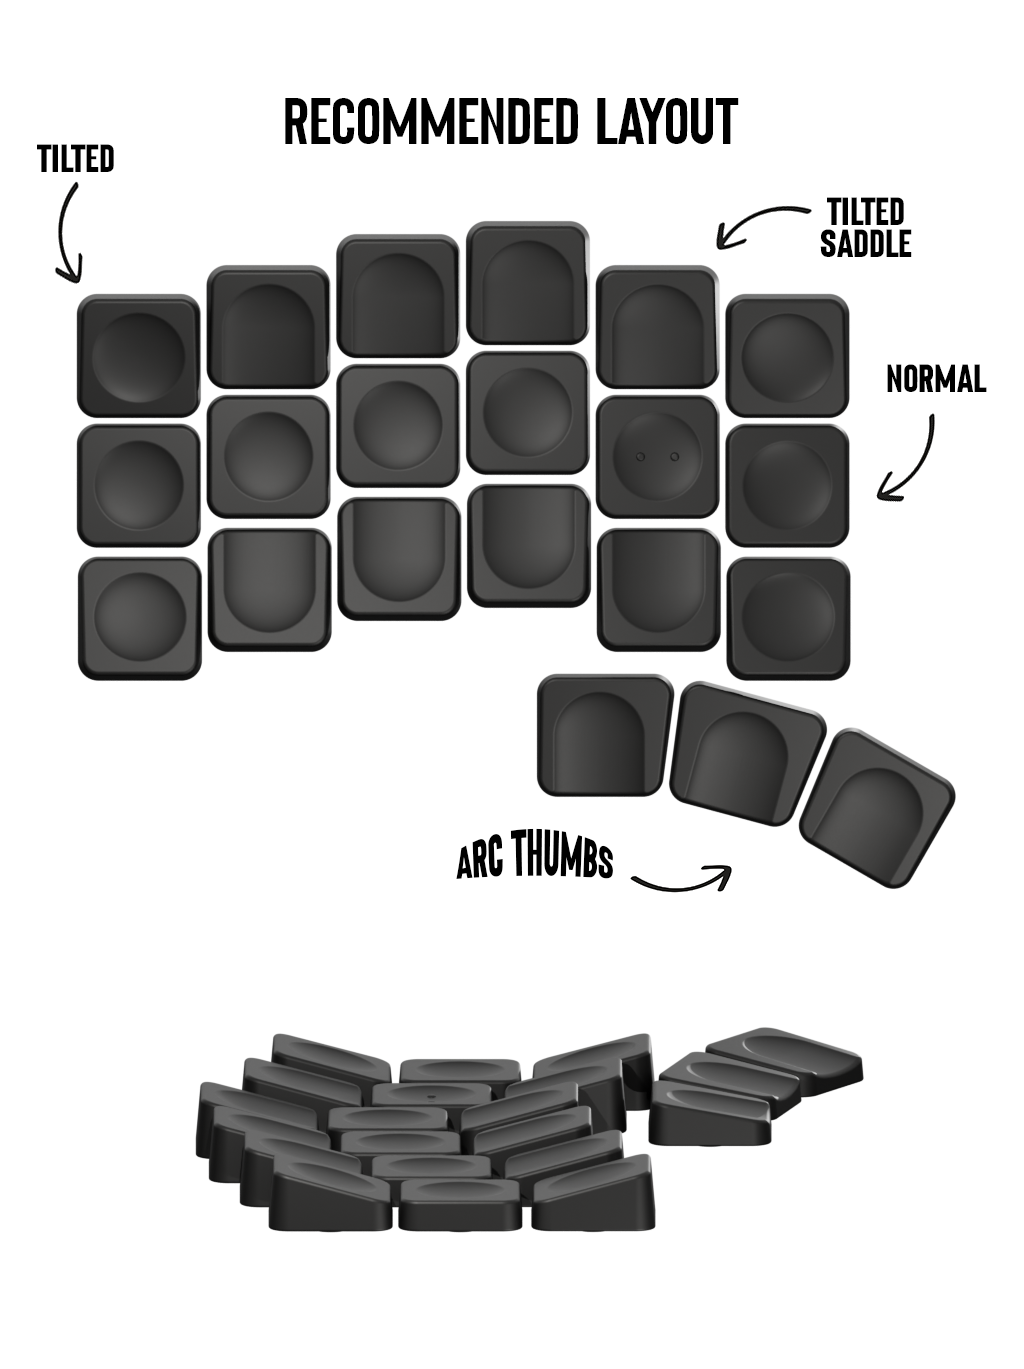 RECOMMENDED LAYOUT
TILTED
TILTED
SADDLE
NORMAL
ARC THUMBS